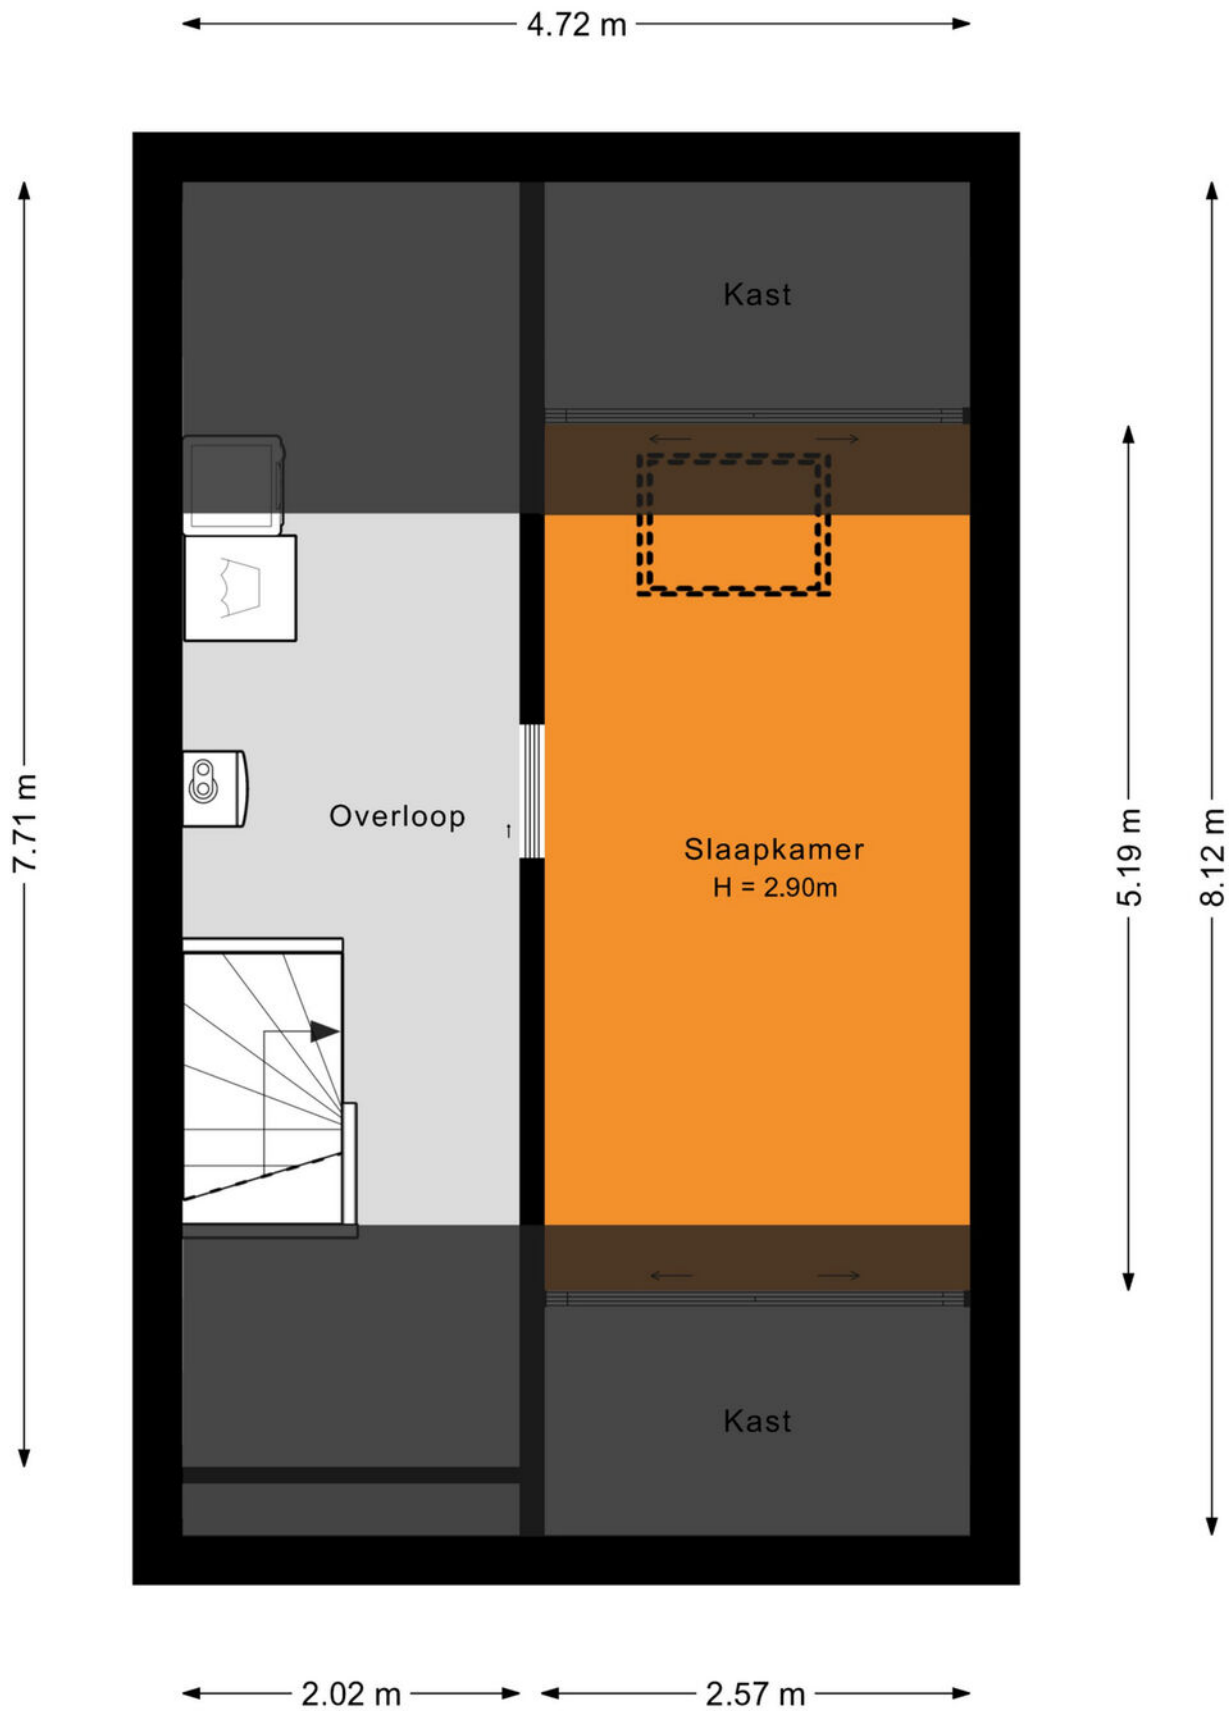 4.72 m
Kast
Overloop
Slaapkamer
H = 2.90m
7.71 m
5.19 m
8.12 m
Kast
2.02 m
2.57 m